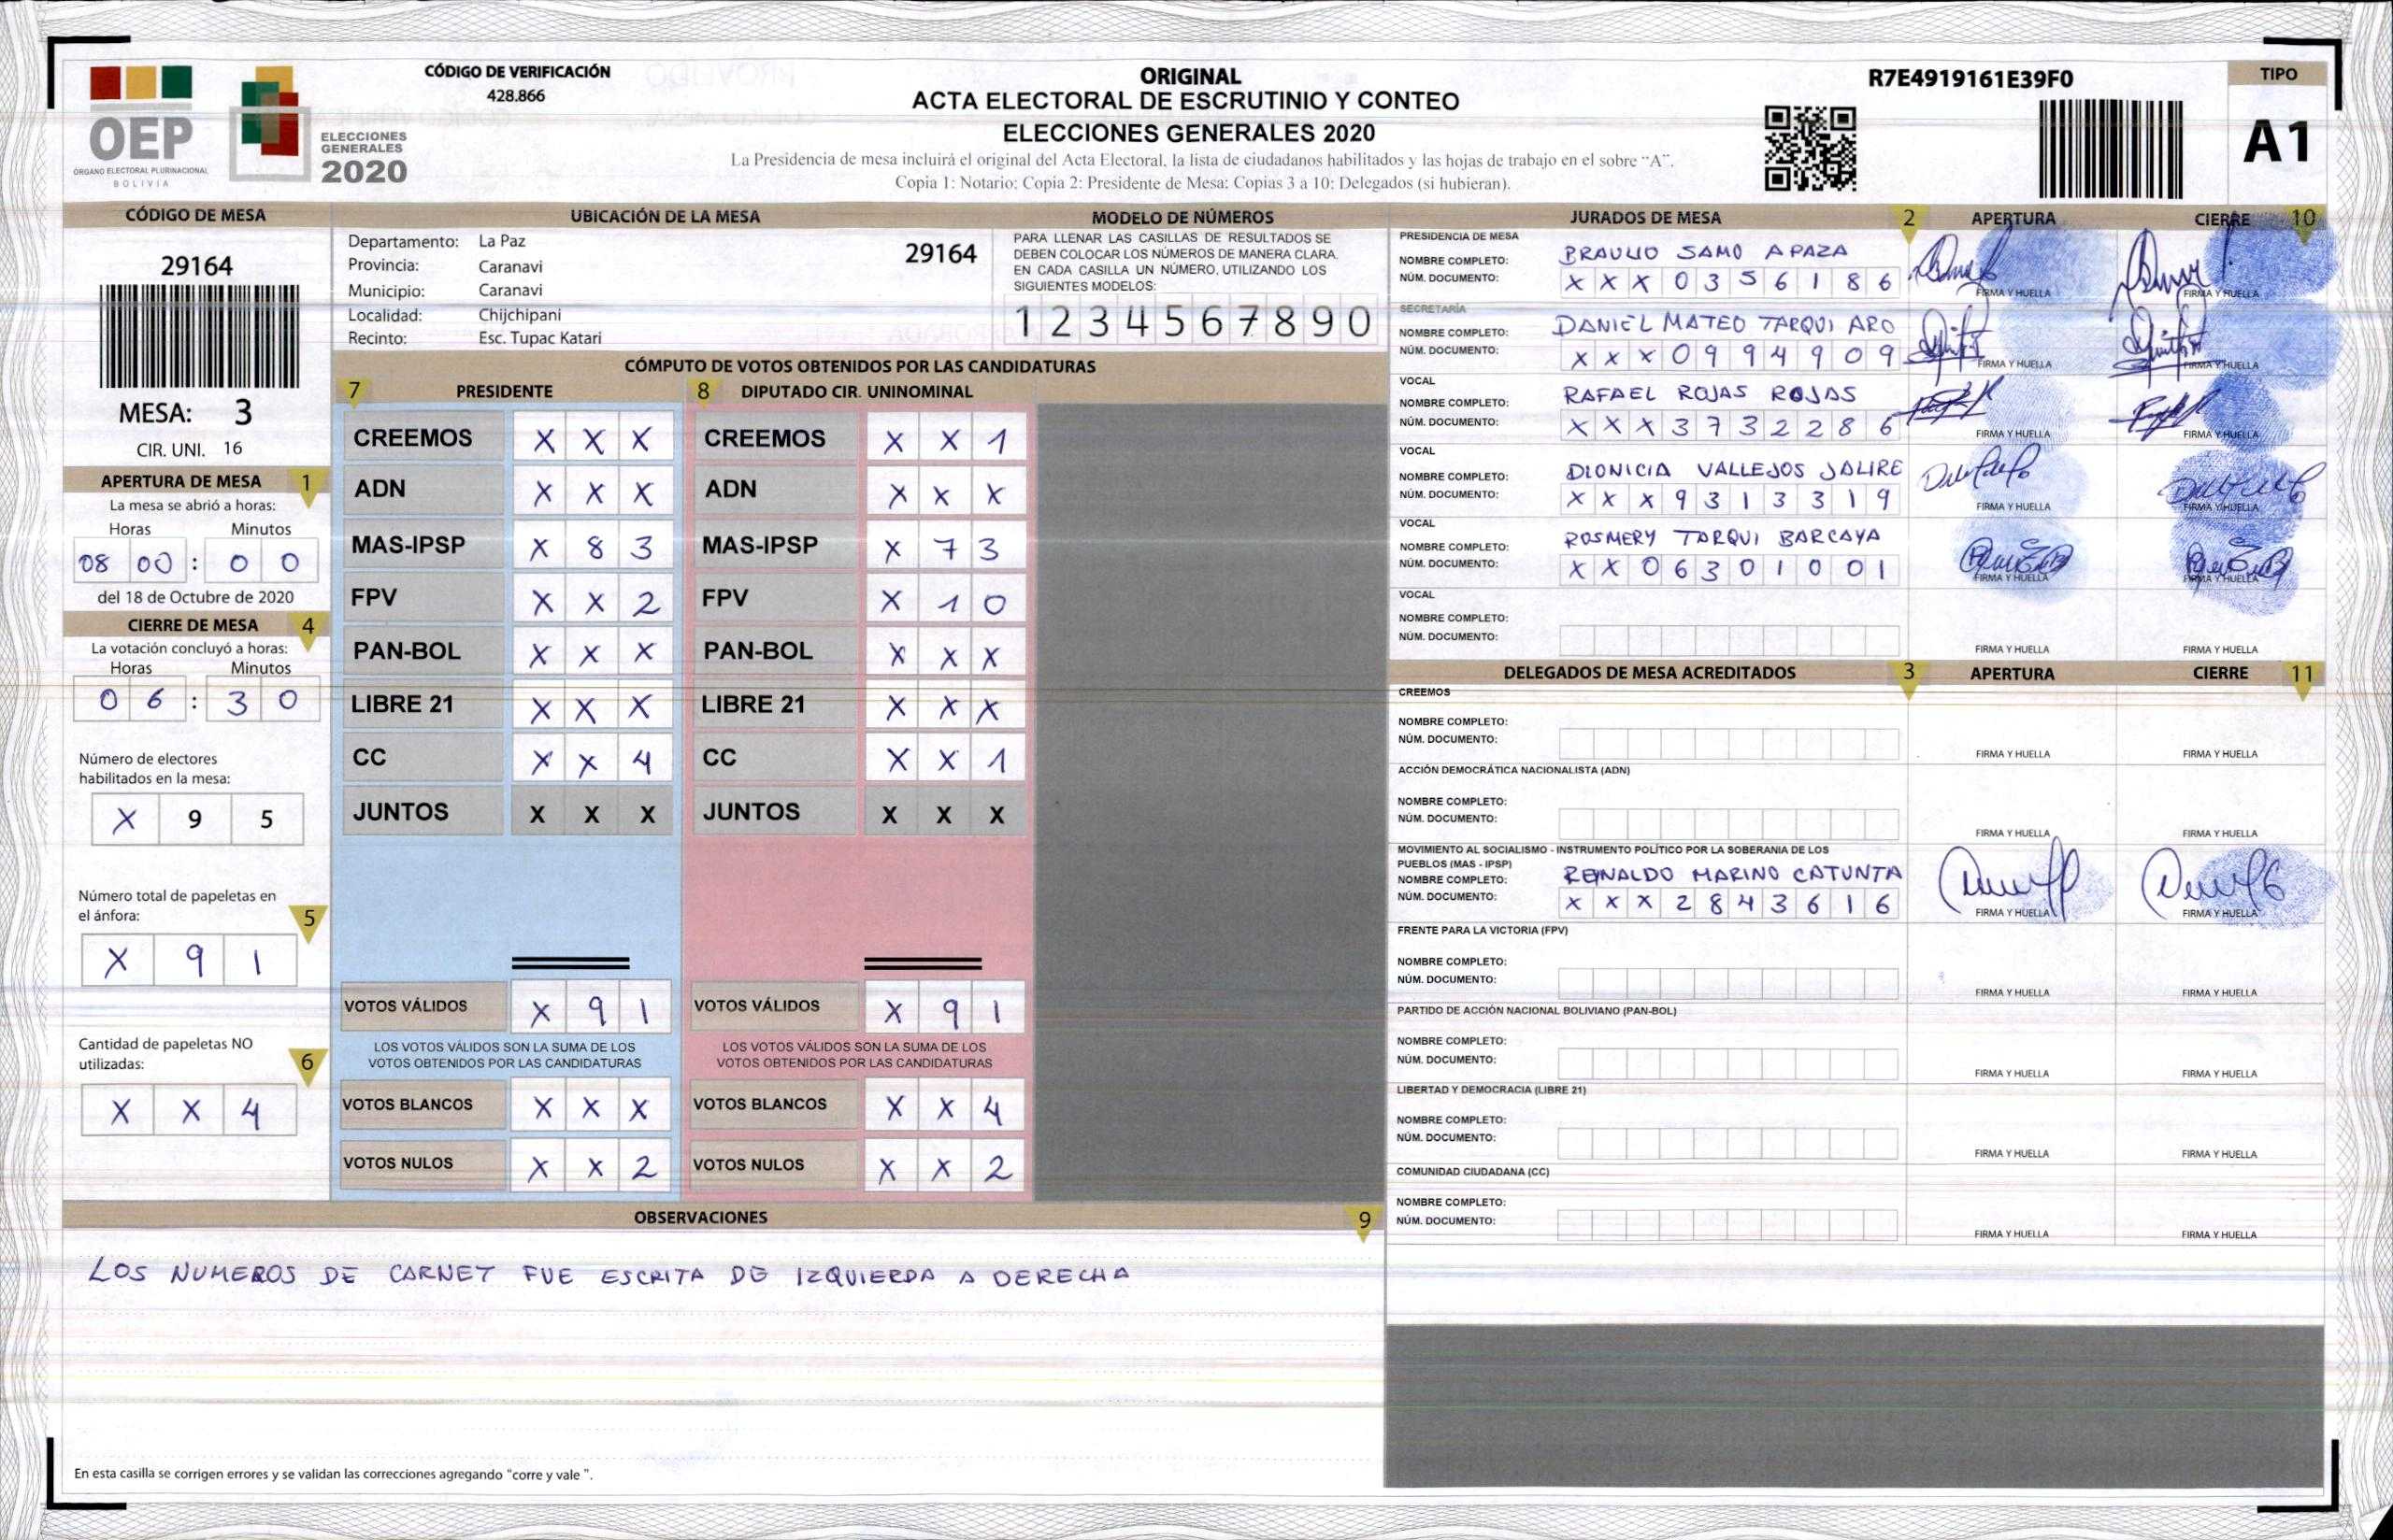 OEP
ÓRGANO ELECTORAL PLURINACIONAL
BOLIVIA
ELECCIONES
GENERALES
2020
CÓDIGO DE VERIFICACIÓN
428.866
ORIGINAL
ACTA ELECTORAL DE ESCRUTINIO Y CONTEO
ELECCIONES GENERALES 2020
La Presidencia de mesa incluirá el original del Acta Electoral, la lista de ciudadanos habilitados y las hojas de trabajo en el sobre “A”.
Copia 1: Notario: Copia 2: Presidente de Mesa: Copias 3 a 10: Delegados (si hubieran).
R7E4919161E39F0
TIPO
A1
CÓDIGO DE MESA
29164
MESA: 3
CIR. UNI. 16
APERTURA DE MESA 1
La mesa se abrió a horas:
Horas Minutos
08 00 : 0 0
del 18 de Octubre de 2020
CIERRE DE MESA 4
La votación concluyó a horas:
Horas Minutos
0 6 : 3 0
Número de electores
habilitados en la mesa:
X 9 5
Número total de papeletas en
el ánfora: 5
X 9 1
Cantidad de papeletas NO
utilizadas: 6
X X 4
UBICACIÓN DE LA MESA
Departamento: La Paz 29164
Provincia: Caranavi
Municipio: Caranavi
Localidad: Chijchipani
Recinto: Esc. Tupac Katari
MODELO DE NÚMEROS
PARA LLENAR LAS CASILLAS DE RESULTADOS SE
DEBEN COLOCAR LOS NÚMEROS DE MANERA CLARA.
EN CADA CASILLA UN NÚMERO, UTILIZANDO LOS
SIGUIENTES MODELOS:
1 2 3 4 5 6 7 8 9 0
CÓMPUTO DE VOTOS OBTENIDOS POR LAS CANDIDATURAS
7 PRESIDENTE 8 DIPUTADO CIR. UNINOMINAL
CREEMOS X X X CREEMOS X X 1
ADN X X X ADN X X X
MAS-IPSP X 8 3 MAS-IPSP X 7 3
FPV X X 2 FPV X 1 0
PAN-BOL X X X PAN-BOL X X X
LIBRE 21 X X X LIBRE 21 X X X
CC X X 4 CC X X 1
JUNTOS X X X JUNTOS X X X
VOTOS VÁLIDOS X 9 1 VOTOS VÁLIDOS X 9 1
LOS VOTOS VÁLIDOS SON LA SUMA DE LOS LOS VOTOS VÁLIDOS SON LA SUMA DE LOS
VOTOS OBTENIDOS POR LAS CANDIDATURAS VOTOS OBTENIDOS POR LAS CANDIDATURAS
VOTOS BLANCOS X X X VOTOS BLANCOS X X 4
VOTOS NULOS X X 2 VOTOS NULOS X X 2
OBSERVACIONES 9
LOS NUMEROS DE CARNET FUE ESCRITA DE IZQUIERDA A DERECHA
En esta casilla se corrigen errores y se validan las correcciones agregando "corre y vale ".
JURADOS DE MESA 2 APERTURA CIERRE 10
PRESIDENCIA DE MESA
NOMBRE COMPLETO: BRAULIO SAMO APAZA
NÚM. DOCUMENTO: X X X 0 3 5 6 1 8 6 FIRMA Y HUELLA FIRMA Y HUELLA
SECRETARÍA
NOMBRE COMPLETO: DANIEL MATEO TARQUI ARO
NÚM. DOCUMENTO: X X X 0 9 9 4 9 0 9 FIRMA Y HUELLA FIRMA Y HUELLA
VOCAL
NOMBRE COMPLETO: RAFAEL ROJAS ROJAS
NÚM. DOCUMENTO: X X X 3 7 3 2 2 8 6 FIRMA Y HUELLA FIRMA Y HUELLA
VOCAL
NOMBRE COMPLETO: DIONICIA VALLEJOS JALIRE
NÚM. DOCUMENTO: X X X 9 3 1 3 3 1 9 FIRMA Y HUELLA FIRMA Y HUELLA
VOCAL
NOMBRE COMPLETO: ROSMERY TARQUI BARCAYA
NÚM. DOCUMENTO: X X 0 6 3 0 1 0 0 1 FIRMA Y HUELLA FIRMA Y HUELLA
VOCAL
NOMBRE COMPLETO:
NÚM. DOCUMENTO: FIRMA Y HUELLA FIRMA Y HUELLA
DELEGADOS DE MESA ACREDITADOS 3 APERTURA CIERRE 11
CREEMOS
NOMBRE COMPLETO:
NÚM. DOCUMENTO: FIRMA Y HUELLA FIRMA Y HUELLA
ACCIÓN DEMOCRÁTICA NACIONALISTA (ADN)
NOMBRE COMPLETO:
NÚM. DOCUMENTO: FIRMA Y HUELLA FIRMA Y HUELLA
MOVIMIENTO AL SOCIALISMO - INSTRUMENTO POLÍTICO POR LA SOBERANIA DE LOS
PUEBLOS (MAS - IPSP)
NOMBRE COMPLETO: REINALDO MARINO CATUNTA
NÚM. DOCUMENTO: X X X 2 8 4 3 6 1 6 FIRMA Y HUELLA FIRMA Y HUELLA
FRENTE PARA LA VICTORIA (FPV)
NOMBRE COMPLETO:
NÚM. DOCUMENTO: FIRMA Y HUELLA FIRMA Y HUELLA
PARTIDO DE ACCIÓN NACIONAL BOLIVIANO (PAN-BOL)
NOMBRE COMPLETO:
NÚM. DOCUMENTO: FIRMA Y HUELLA FIRMA Y HUELLA
LIBERTAD Y DEMOCRACIA (LIBRE 21)
NOMBRE COMPLETO:
NÚM. DOCUMENTO: FIRMA Y HUELLA FIRMA Y HUELLA
COMUNIDAD CIUDADANA (CC)
NOMBRE COMPLETO:
NÚM. DOCUMENTO: FIRMA Y HUELLA FIRMA Y HUELLA